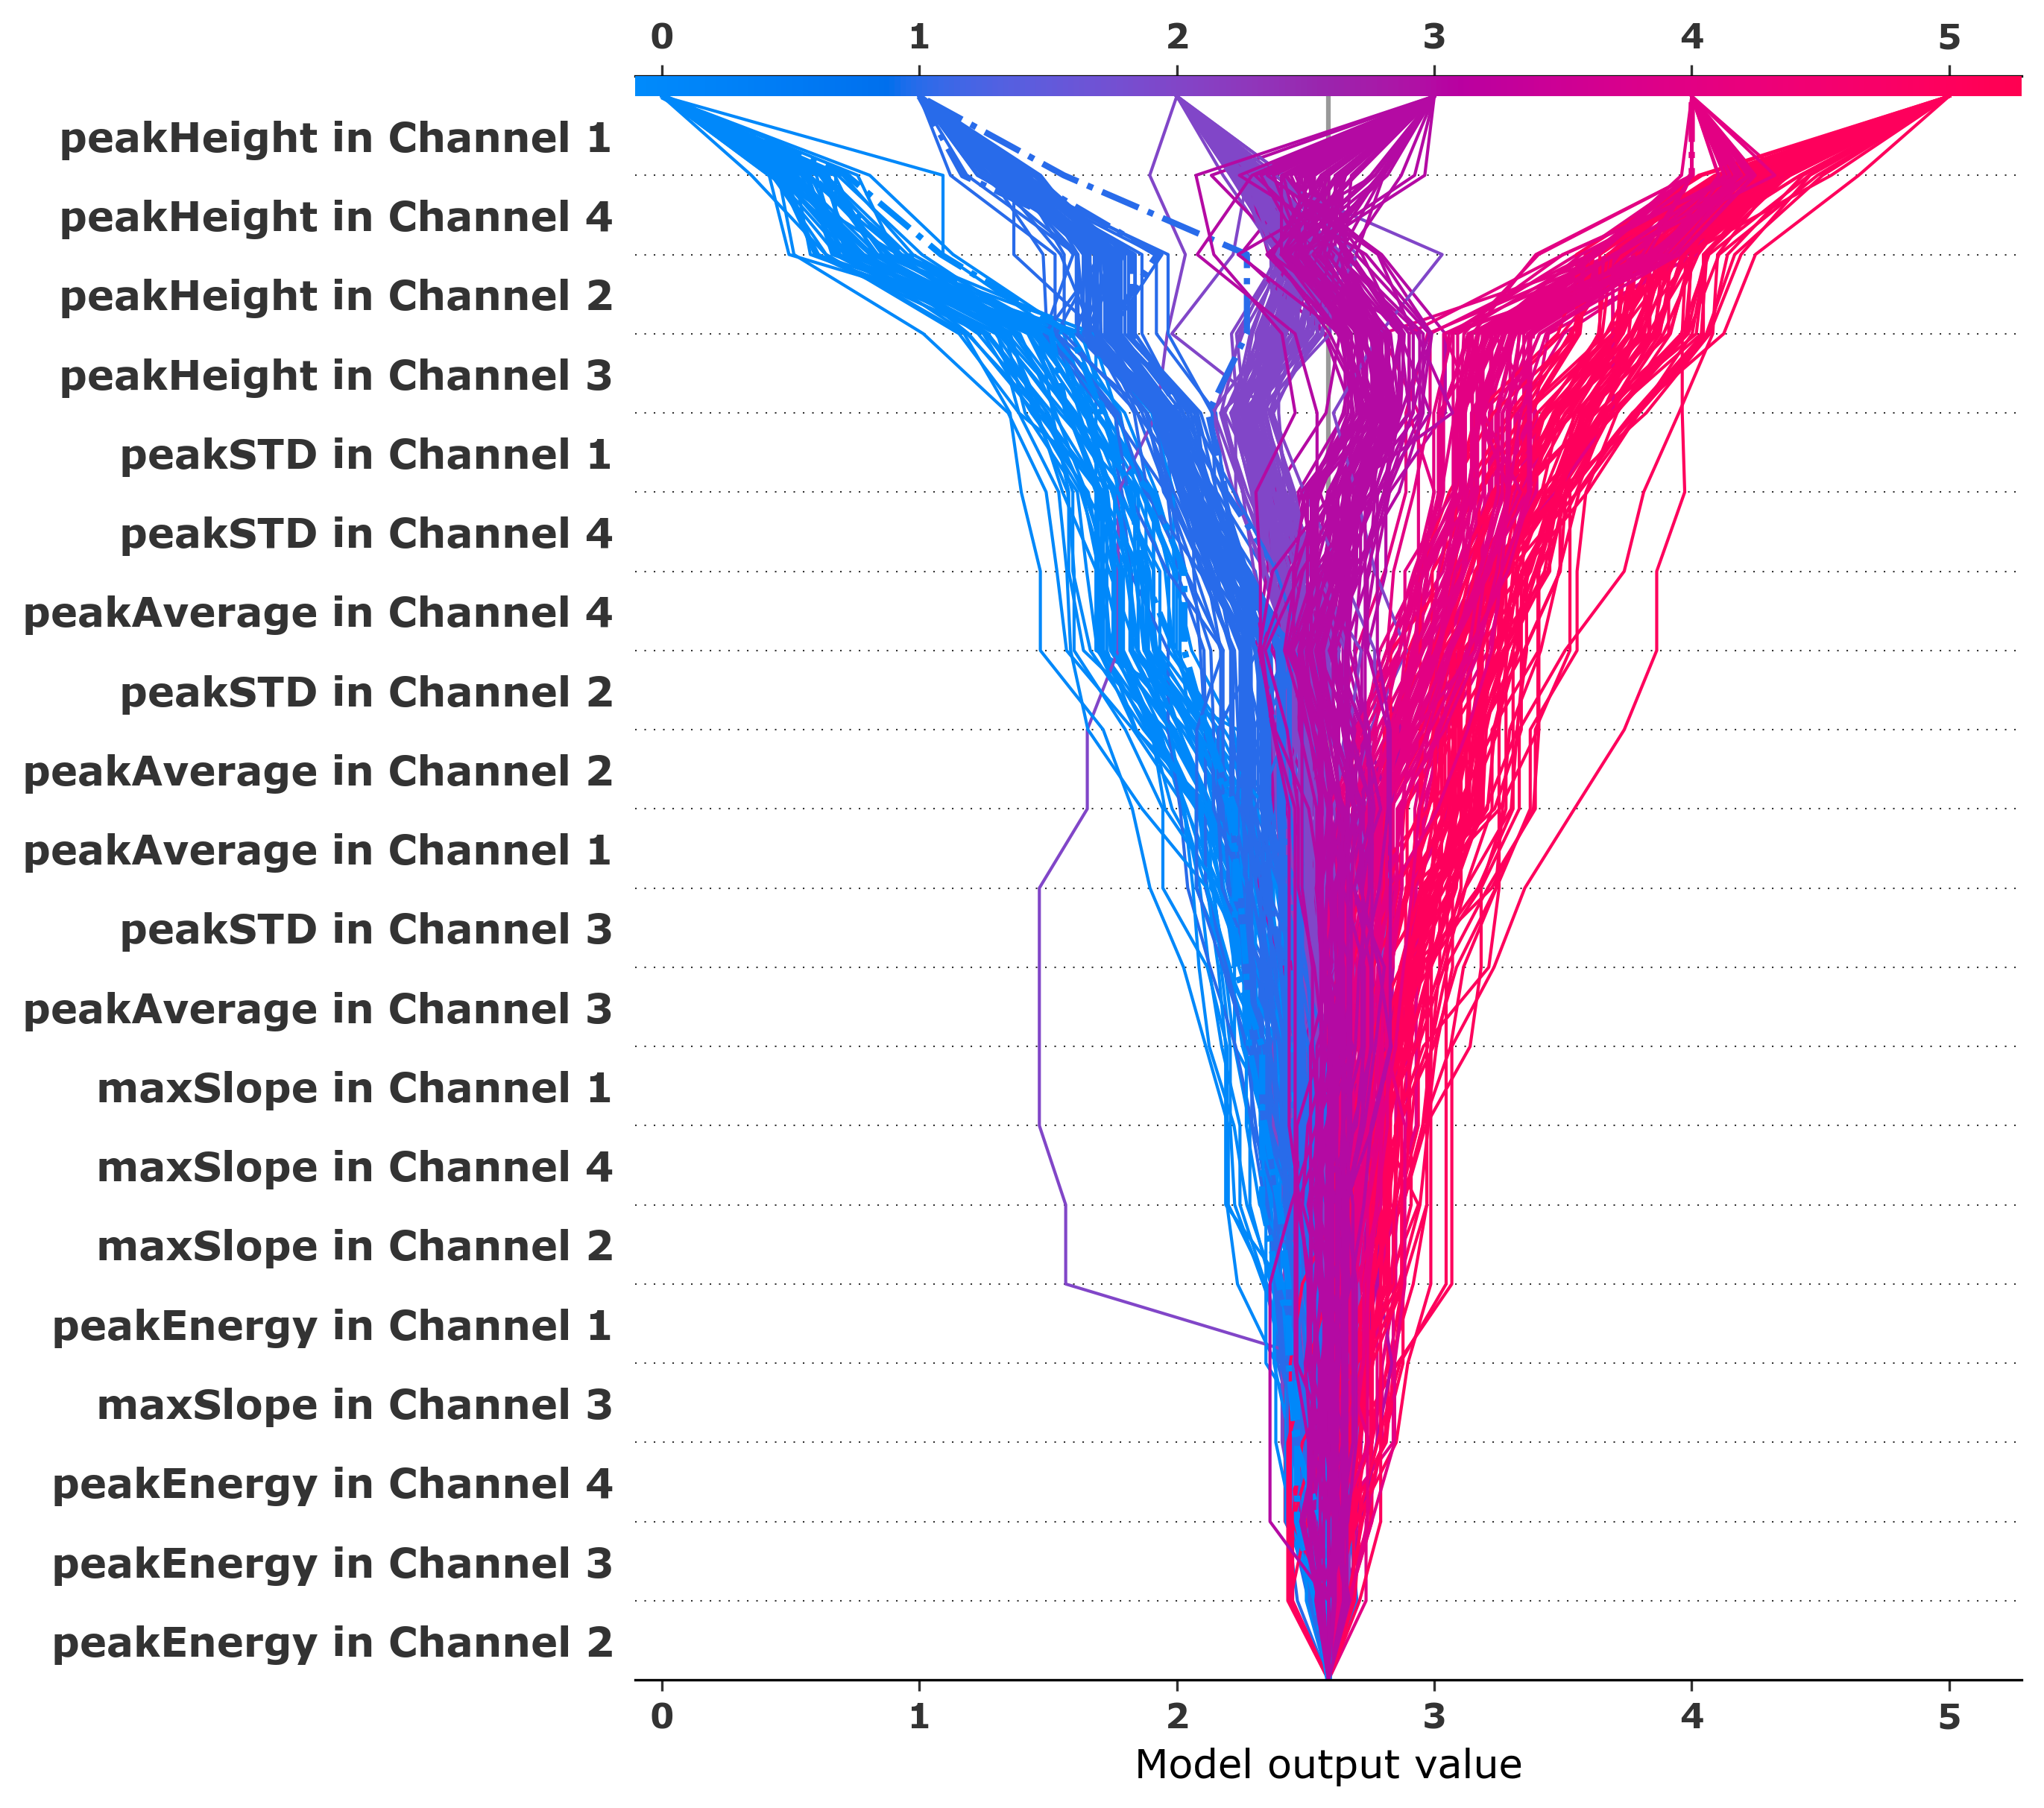 0 1 2 3 4 5
peakHeight in Channel 1
peakHeight in Channel 4
peakHeight in Channel 2
peakHeight in Channel 3
peakSTD in Channel 1
peakSTD in Channel 4
peakAverage in Channel 4
peakSTD in Channel 2
peakAverage in Channel 2
peakAverage in Channel 1
peakSTD in Channel 3
peakAverage in Channel 3
maxSlope in Channel 1
maxSlope in Channel 4
maxSlope in Channel 2
peakEnergy in Channel 1
maxSlope in Channel 3
peakEnergy in Channel 4
peakEnergy in Channel 3
peakEnergy in Channel 2
0 1 2 3 4 5
Model output value